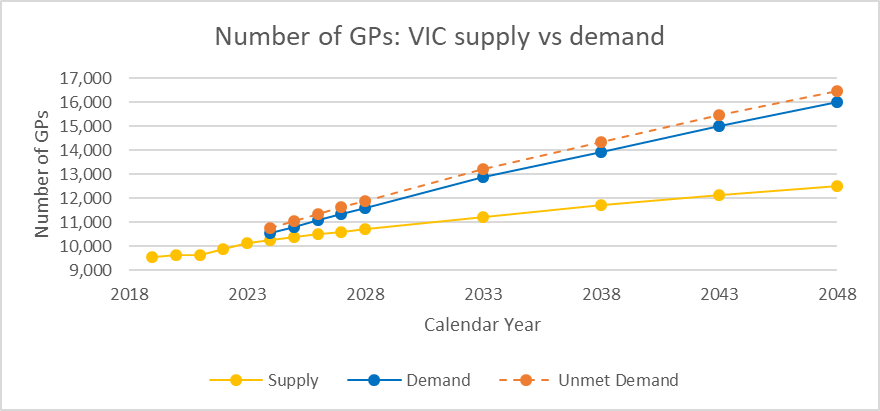 Number of GPs: VIC supply vs demand
17,000
16,000
15,000
14,000
13,000
12,000
11,000
10,000
9,000
Number of GPs
2018 2023 2028 2033 2038 2043 2048
Calendar Year
Supply Demand Unmet Demand